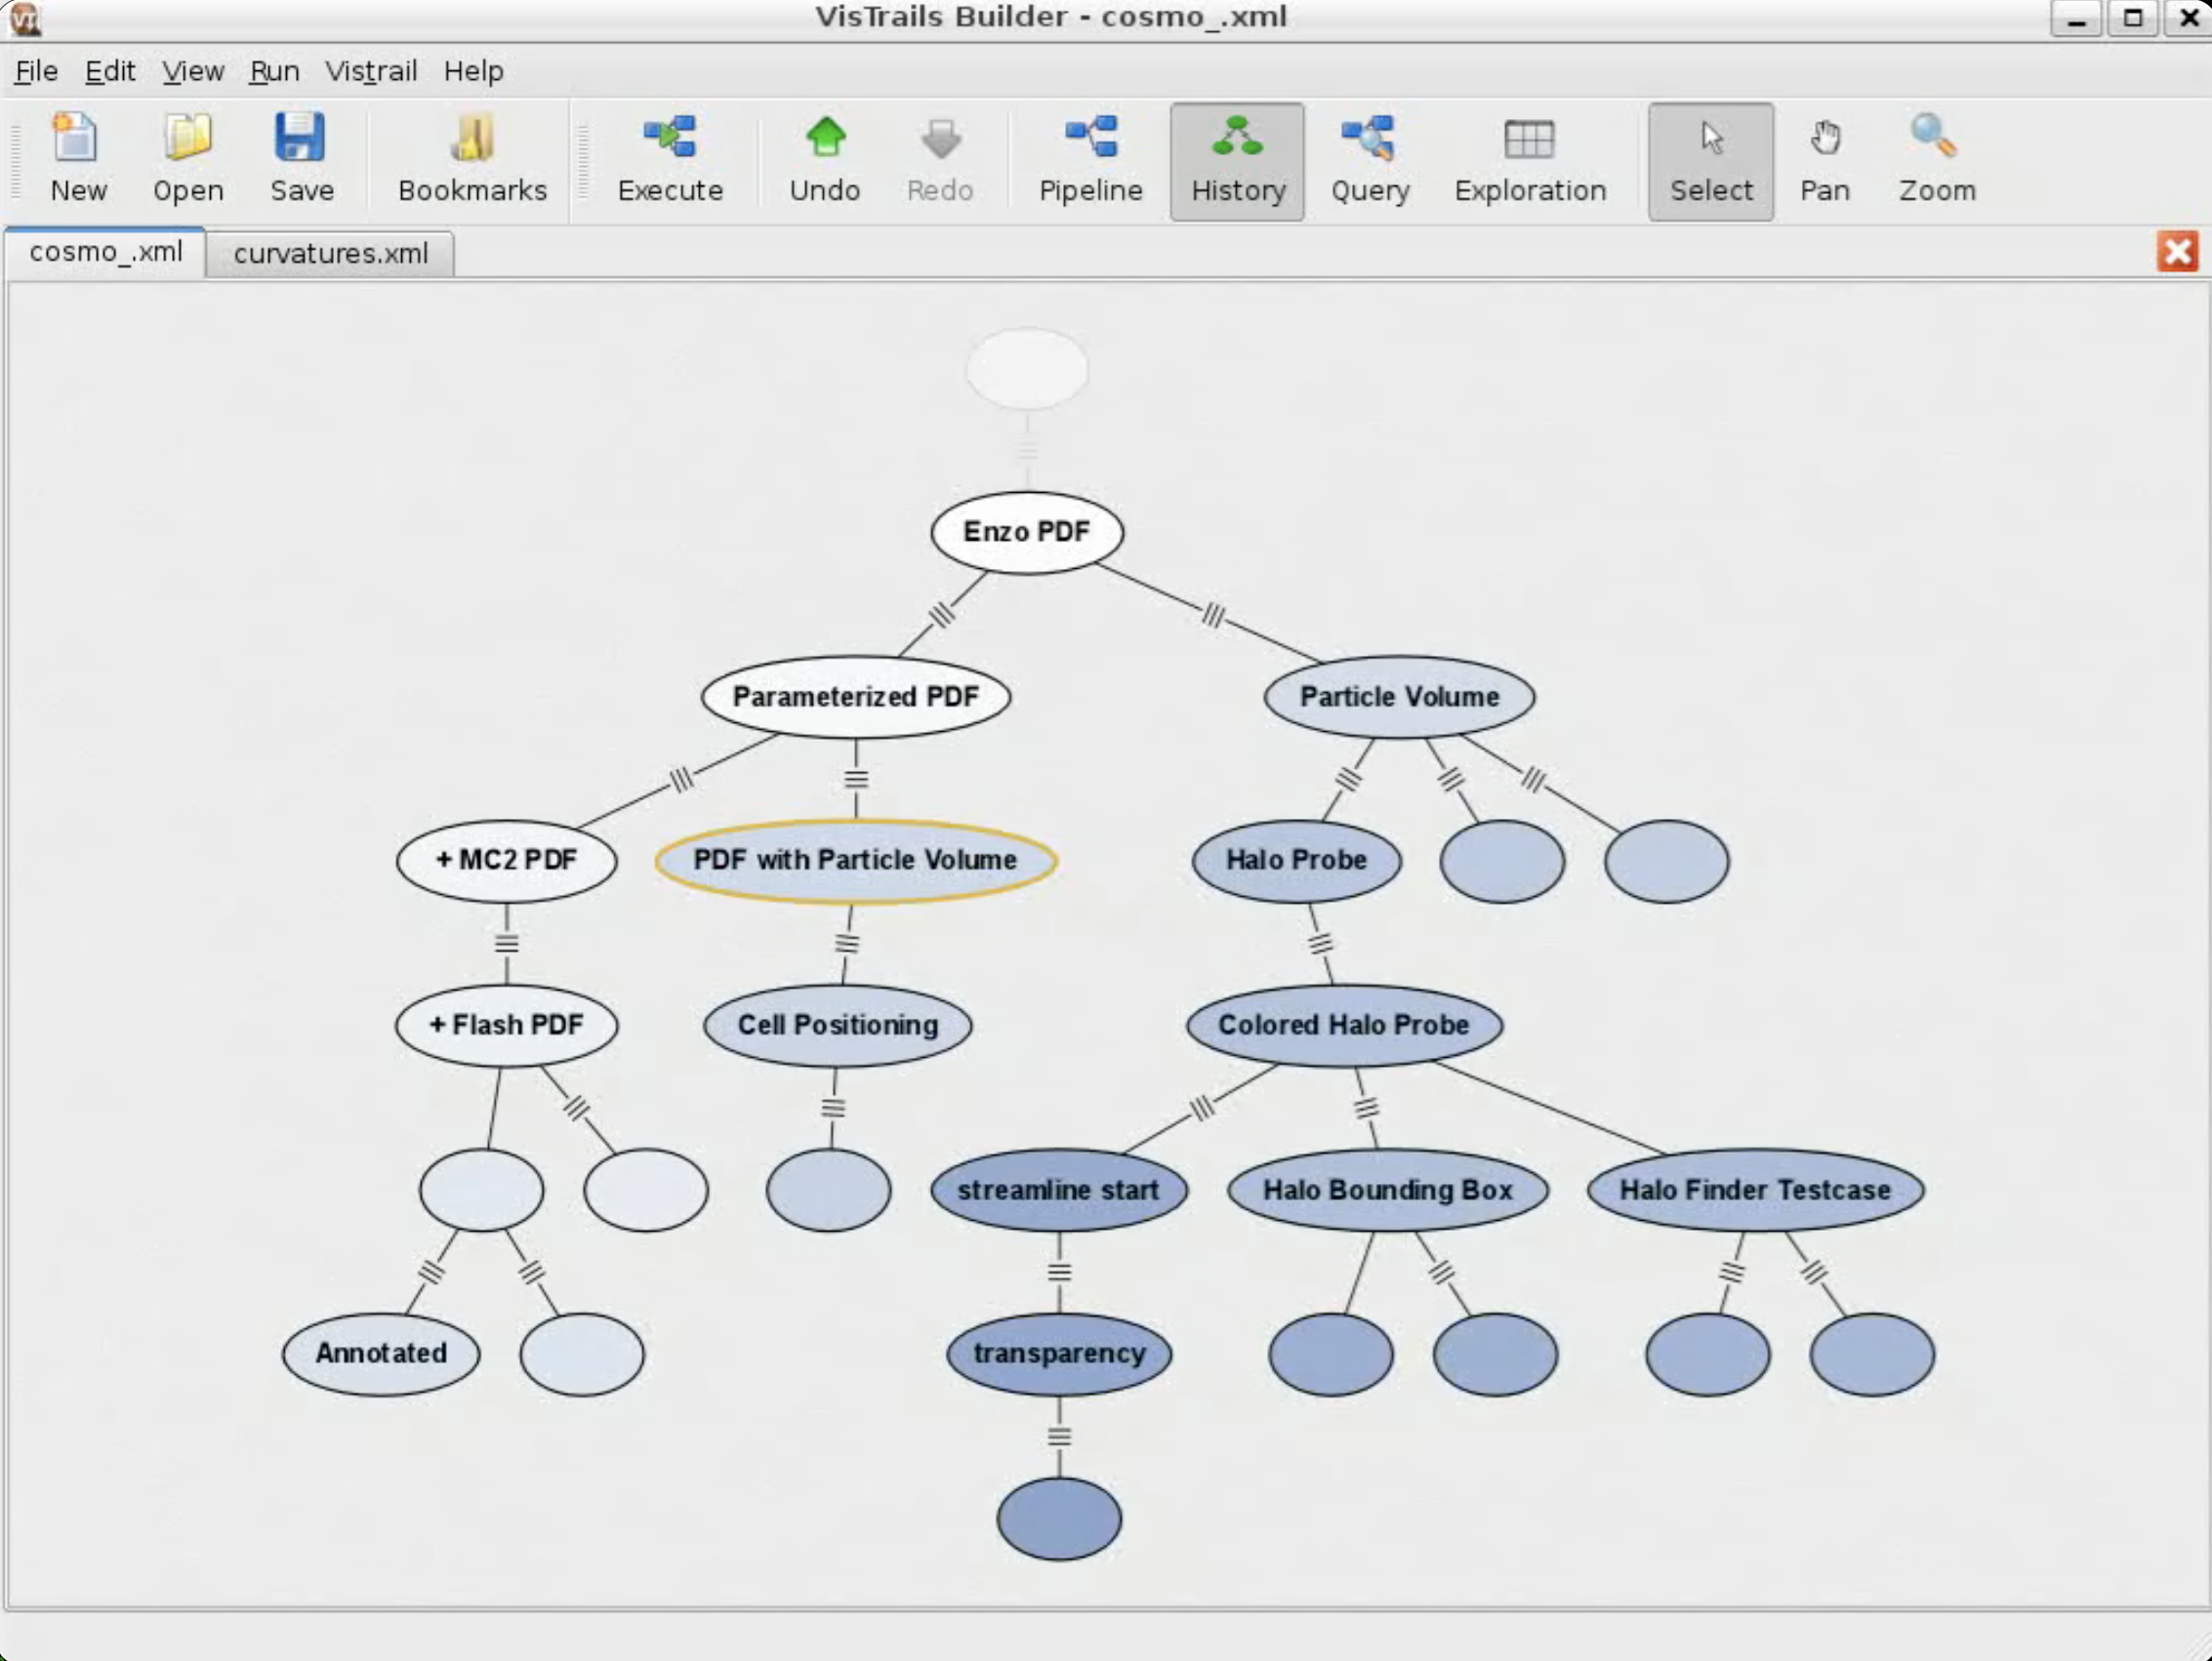 VisTrails Builder - cosmo_.xml
File Edit View Run Vistrail Help
New Open Save Bookmarks Execute Undo Redo Pipeline History Query Exploration Select Pan Zoom
cosmo_.xml curvatures.xml
Enzo PDF
Parameterized PDF Particle Volume
+ MC2 PDF PDF with Particle Volume Halo Probe
+ Flash PDF Cell Positioning Colored Halo Probe
streamline start Halo Bounding Box Halo Finder Testcase
Annotated transparency